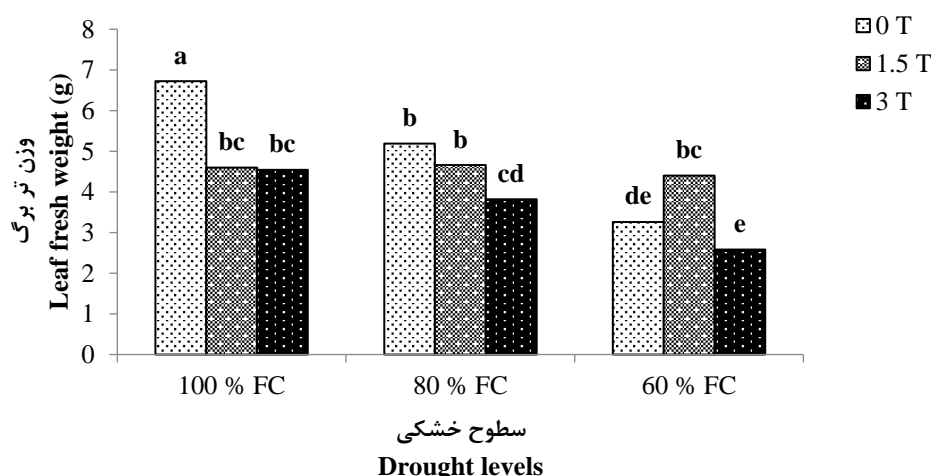 8
7
6
5
4
3
2
1
0
وزن تر برگ
Leaf fresh weight (g)
a
bc
bc
b
b
cd
de
bc
e
0 T
1.5 T
3 T
100 % FC
80 % FC
60 % FC
سطوح خشکی
Drought levels